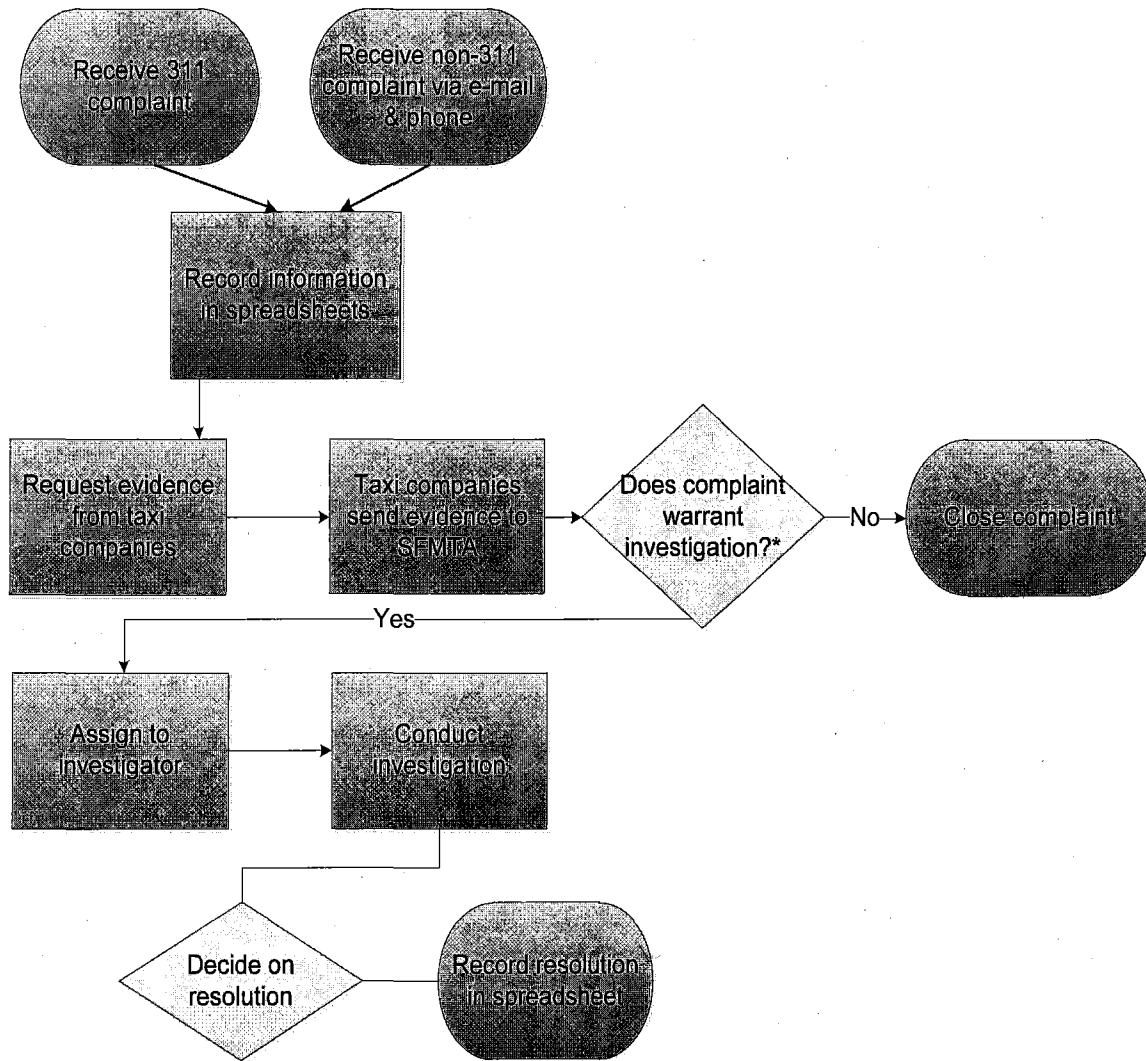 Receive 311
complaint
Receive non-311
complaint via e-mail
& phone
Record information
in spreadsheets
Request evidence
from taxi
companies
Taxi companies
send evidence to
SFMTA
Does complaint
warrant
investigation?*
No
Close complaint
Yes
Assign to
investigator
Conduct
investigation
Decide on
resolution
Record resolution
in spreadsheet